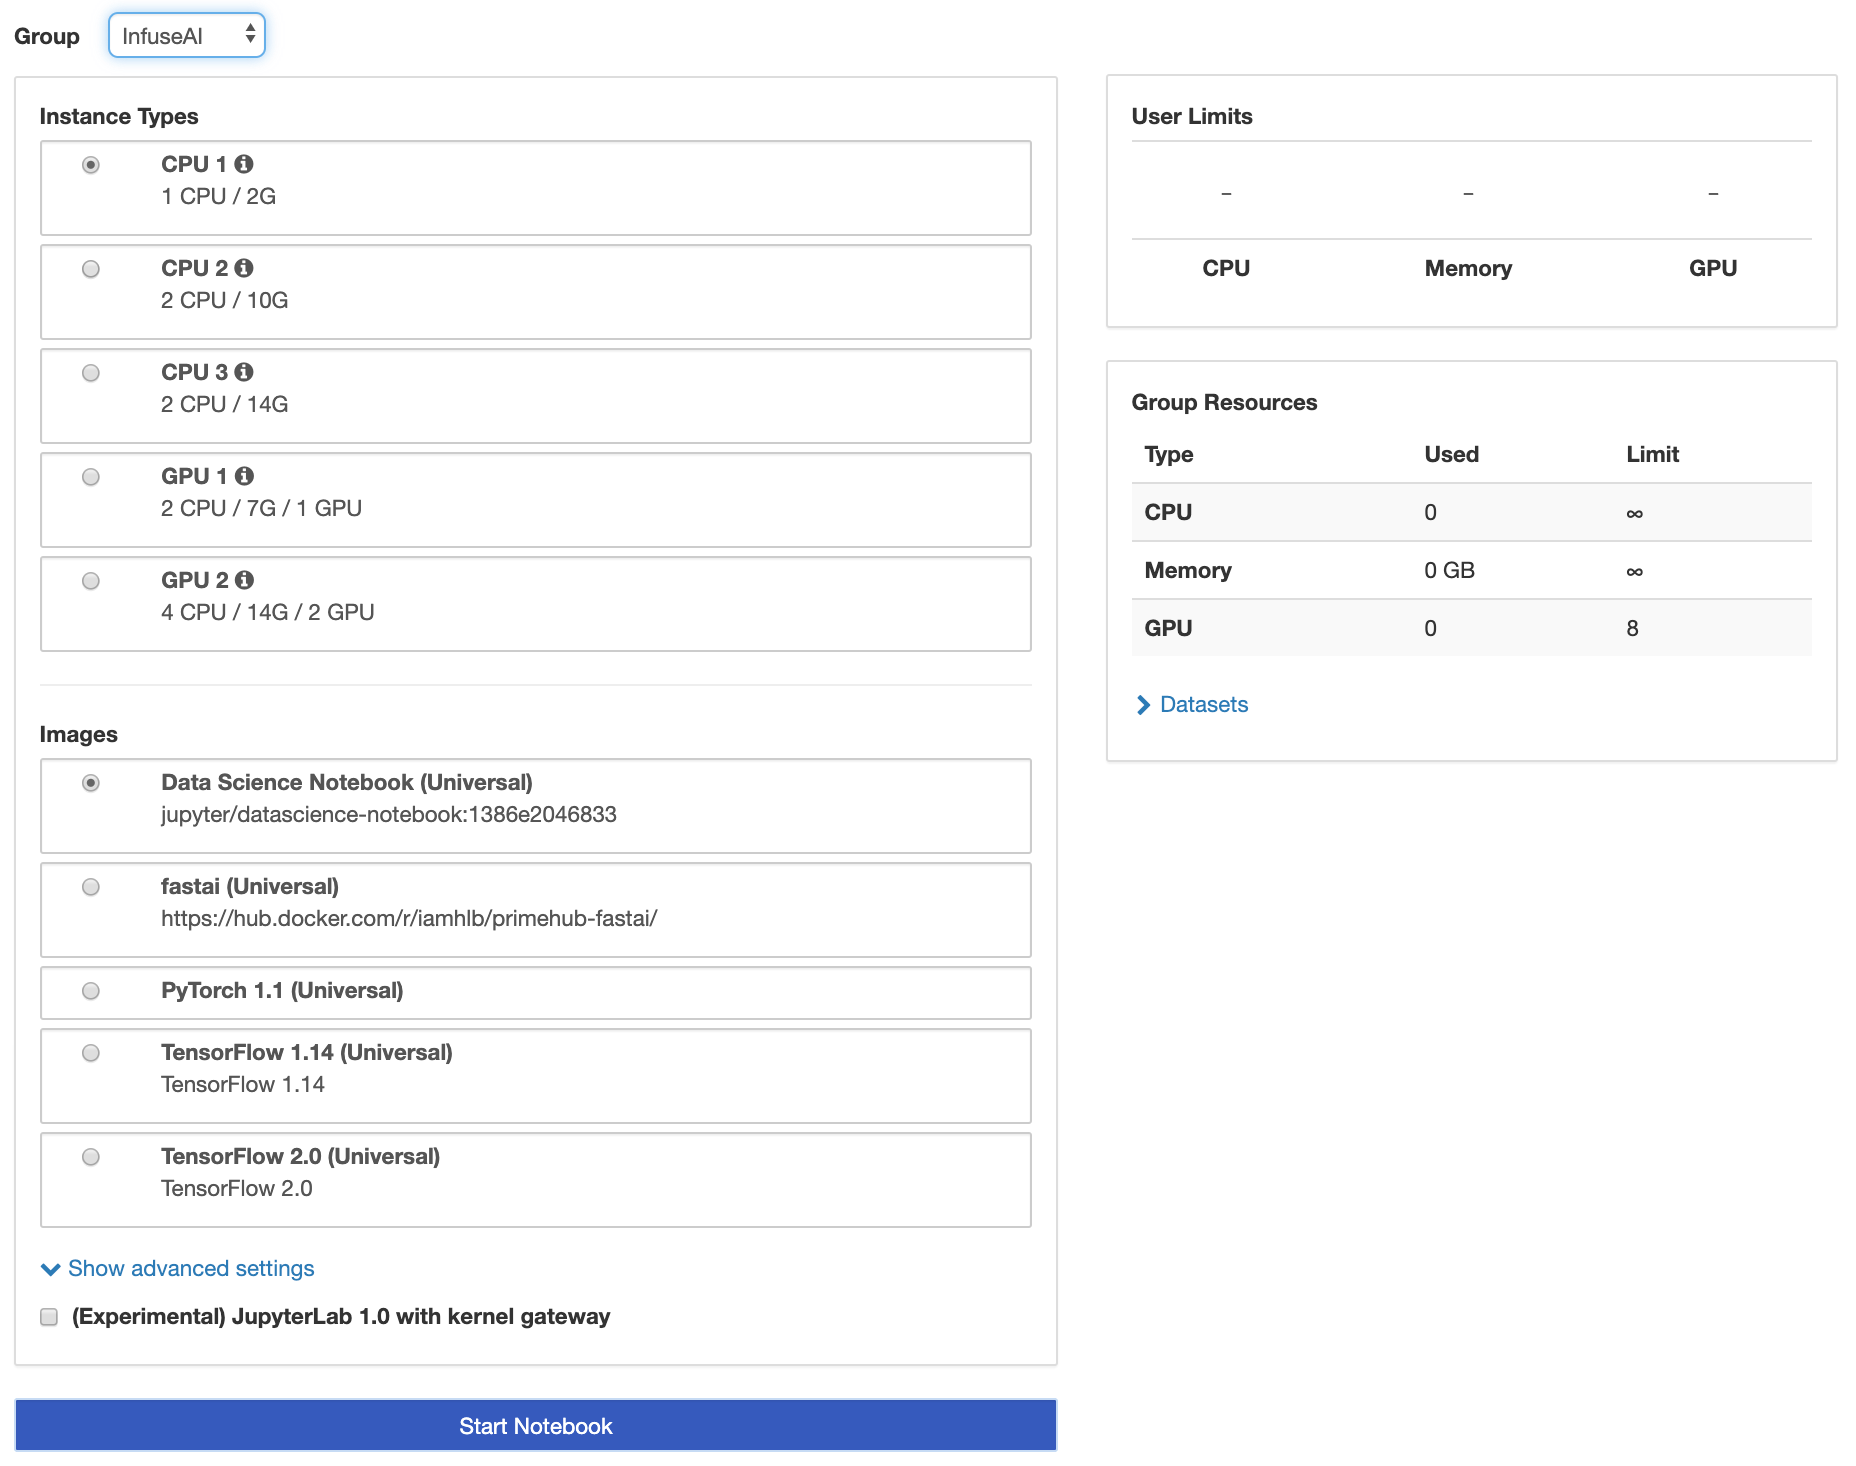 Group InfuseAI
Instance Types
CPU 1
1 CPU / 2G
CPU 2
2 CPU / 10G
CPU 3
2 CPU / 14G
GPU 1
2 CPU / 7G / 1 GPU
GPU 2
4 CPU / 14G / 2 GPU
Images
Data Science Notebook (Universal)
jupyter/datascience-notebook:1386e2046833
fastai (Universal)
https://hub.docker.com/r/iamhlb/primehub-fastai/
PyTorch 1.1 (Universal)
TensorFlow 1.14 (Universal)
TensorFlow 1.14
TensorFlow 2.0 (Universal)
TensorFlow 2.0
Show advanced settings
(Experimental) JupyterLab 1.0 with kernel gateway
Start Notebook
User Limits
- - -
CPU Memory GPU
Group Resources
Type Used Limit
CPU 0 ∞
Memory 0 GB ∞
GPU 0 8
Datasets